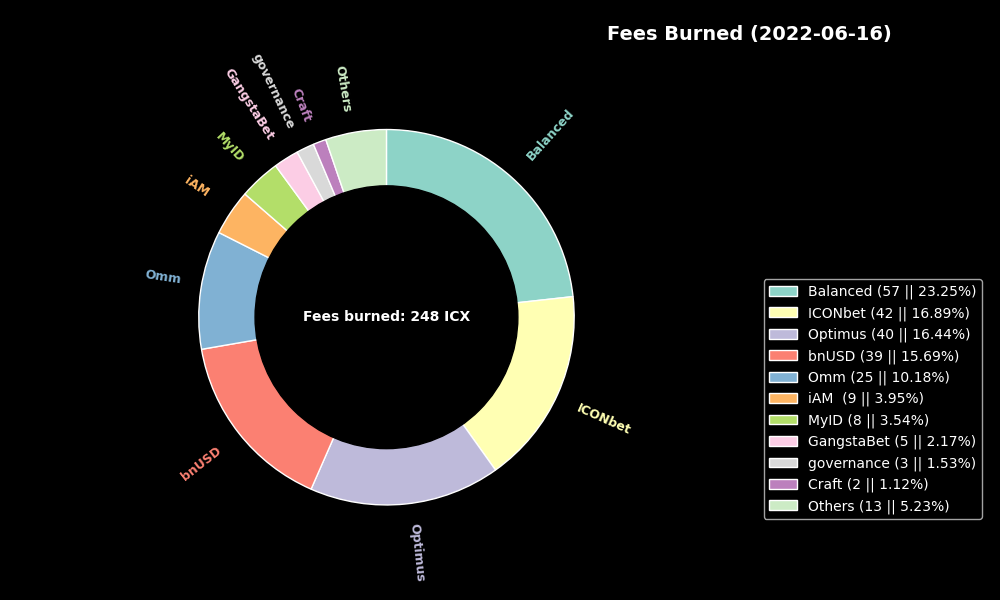 Fees Burned (2022-06-16)
Others
Craft
governance
GangstaBet
MyID
iAM
Omm
bnUSD
Optimus
ICONbet
Balanced
Fees burned: 248 ICX
Balanced (57 || 23.25%)
ICONbet (42 || 16.89%)
Optimus (40 || 16.44%)
bnUSD (39 || 15.69%)
Omm (25 || 10.18%)
iAM  (9 || 3.95%)
MyID (8 || 3.54%)
GangstaBet (5 || 2.17%)
governance (3 || 1.53%)
Craft (2 || 1.12%)
Others (13 || 5.23%)